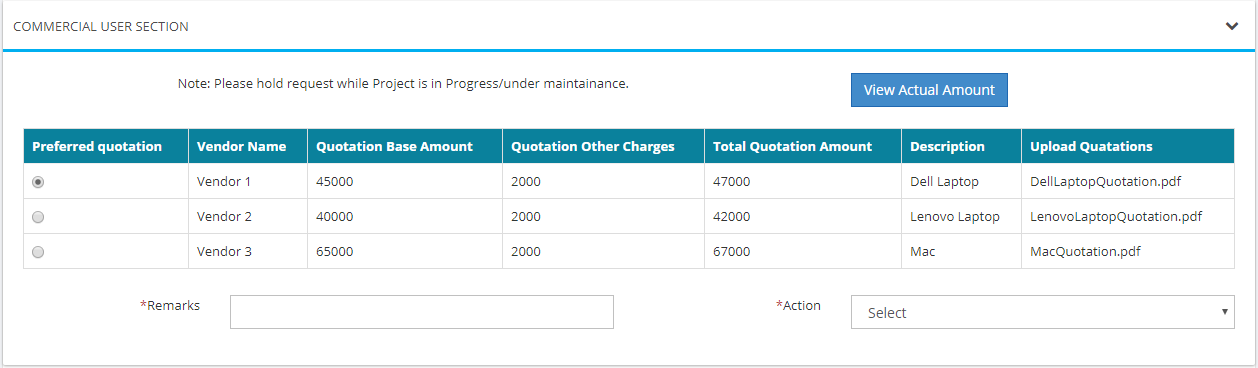 COMMERCIAL USER SECTION
Note: Please hold request while Project is in Progress/under maintainance.
View Actual Amount
Preferred quotation Vendor Name Quotation Base Amount Quotation Other Charges Total Quotation Amount Description Upload Quatations
Vendor 1 45000 2000 47000 Dell Laptop DellLaptopQuotation.pdf
Vendor 2 40000 2000 42000 Lenovo Laptop LenovoLaptopQuotation.pdf
Vendor 3 65000 2000 67000 Mac MacQuotation.pdf
*Remarks *Action Select